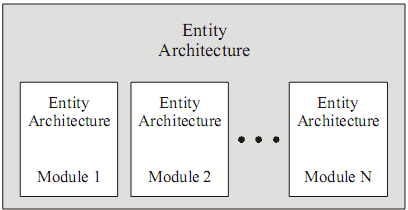 Entity
Architecture
Entity
Architecture
Module 1
Entity
Architecture
Module 2
Entity
Architecture
Module N